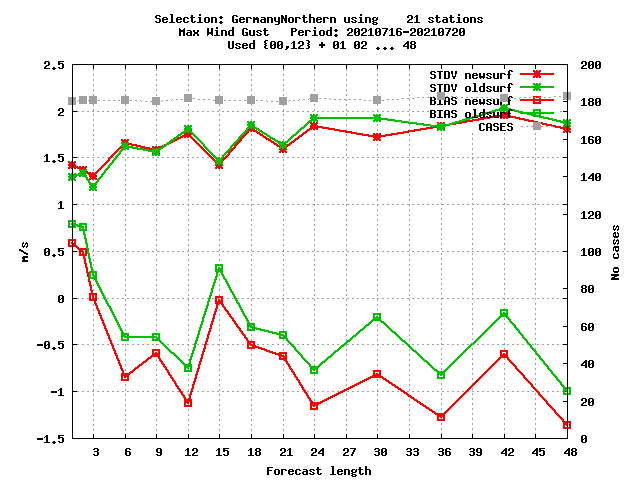 Selection: GermanyNorthern using    21 stations
Max Wind Gust   Period: 20210716-20210720
Used {00,12} + 01 02 ... 48
STDV newsurf
STDV oldsurf
BIAS newsurf
BIAS oldsurf
CASES
2.5
2
1.5
1
0.5
0
-0.5
-1
-1.5
m/s
200
180
160
140
120
100
80
60
40
20
0
No cases
3 6 9 12 15 18 21 24 27 30 33 36 39 42 45 48
Forecast length